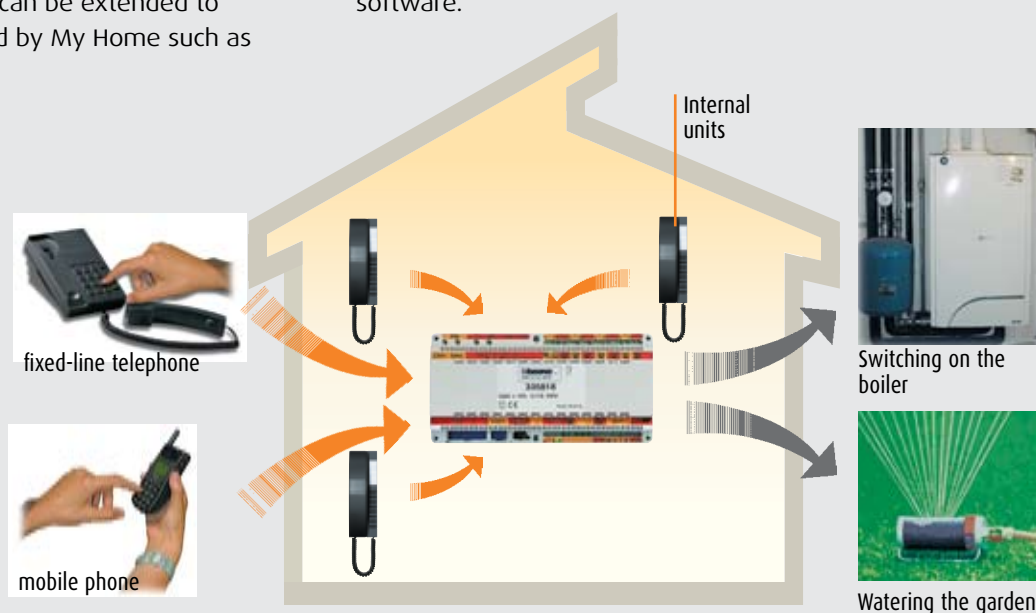 can be extended to
d by My Home such as
software.
Internal
units
fixed-line telephone
mobile phone
Switching on the
boiler
Watering the garden